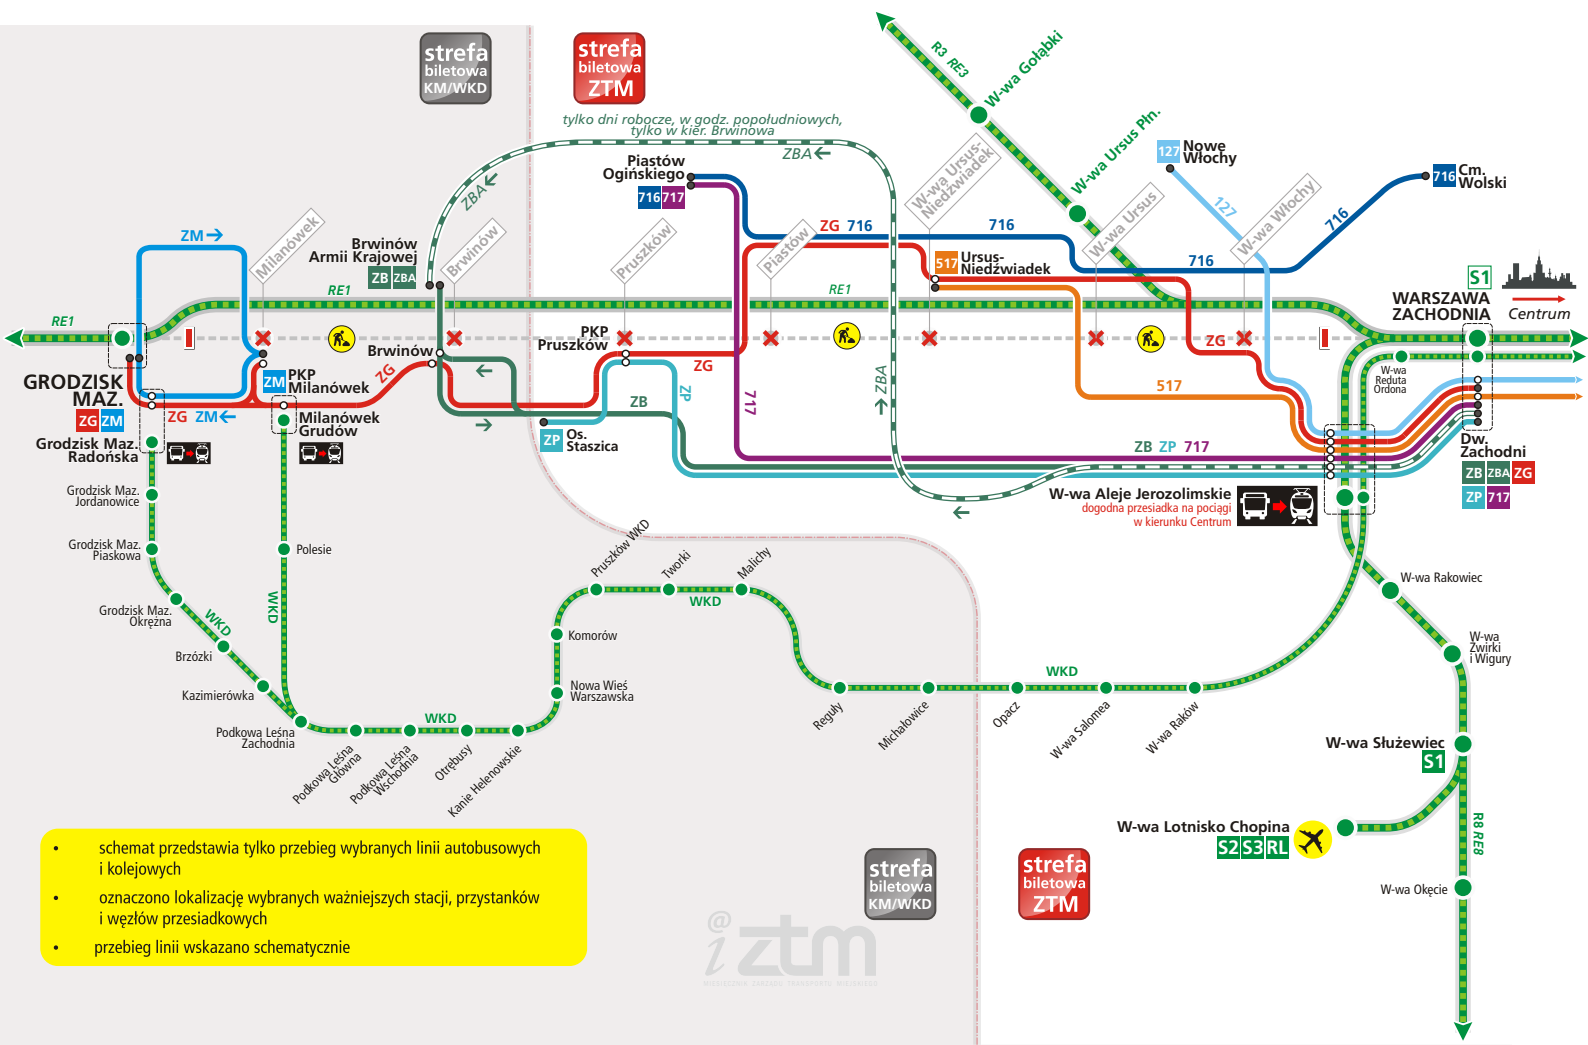 strefa
biletowa
KM/WKD
strefa
biletowa
ZTM
tylko dni robocze, w godz. popołudniowych,
tylko w kier. Brwinowa
ZBA
ZBA
ZBA
R3 RE3
W-wa Gołąbki
W-wa Ursus Płn.
127
Nowe
Włochy
127
716
Cm.
Wolski
716
716
716
Piastów
Ogińskiego
716 717
ZG 716
W-wa Ursus-
Niedźwiadek
W-wa Ursus
W-wa Włochy
517
Ursus-
Niedźwiadek
ZM
Milanówek
Brwinów
Armii Krajowej
ZB ZBA
Brwinów
Pruszków
Piastów
RE1
RE1
RE1
S1
WARSZAWA
ZACHODNIA
Centrum
PKP
Pruszków
Brwinów
ZG
ZG
ZG
GRODZISK
MAZ.
ZG ZM
ZM
PKP
Milanówek
ZG ZM
Milanówek
Grudów
ZP
717
ZB
517
W-wa
Reduta
Ordona
ZP
Os.
Staszica
Grodzisk Maz.
Radońska
ZB ZP 717
Dw.
Zachodni
ZB ZBA ZG
ZP 717
W-wa Aleje Jerozolimskie
dogodna przesiadka na pociągi
w kierunku Centrum
Grodzisk Maz.
Jordanowice
Grodzisk Maz.
Piaskowa
Polesie
Pruszków WKD
Tworki
Malichy
WKD
Grodzisk Maz.
Okrężna
WKD
WKD
Brzózki
Kazimierówka
Komorów
Nowa Wieś
Warszawska
W-wa Rakowiec
W-wa
Żwirki
i Wigury
WKD
Podkowa Leśna
Zachodnia
WKD
Podkowa Leśna
Główna
Podkowa Leśna
Wschodnia
Otrębusy
Kanie Helenowskie
Reguły
Michałowice
Opacz
W-wa Salomea
W-wa Raków
W-wa Służewiec
S1
W-wa Lotnisko Chopina
S2 S3 RL
R8 RE8
W-wa Okęcie
• schemat przedstawia tylko przebieg wybranych linii autobusowych
i kolejowych
• oznaczono lokalizację wybranych ważniejszych stacji, przystanków
i węzłów przesiadkowych
• przebieg linii wskazano schematycznie
strefa
biletowa
KM/WKD
strefa
biletowa
ZTM
@
i ztm
MIESIĘCZNIK ZARZĄDU TRANSPORTU MIEJSKIEGO